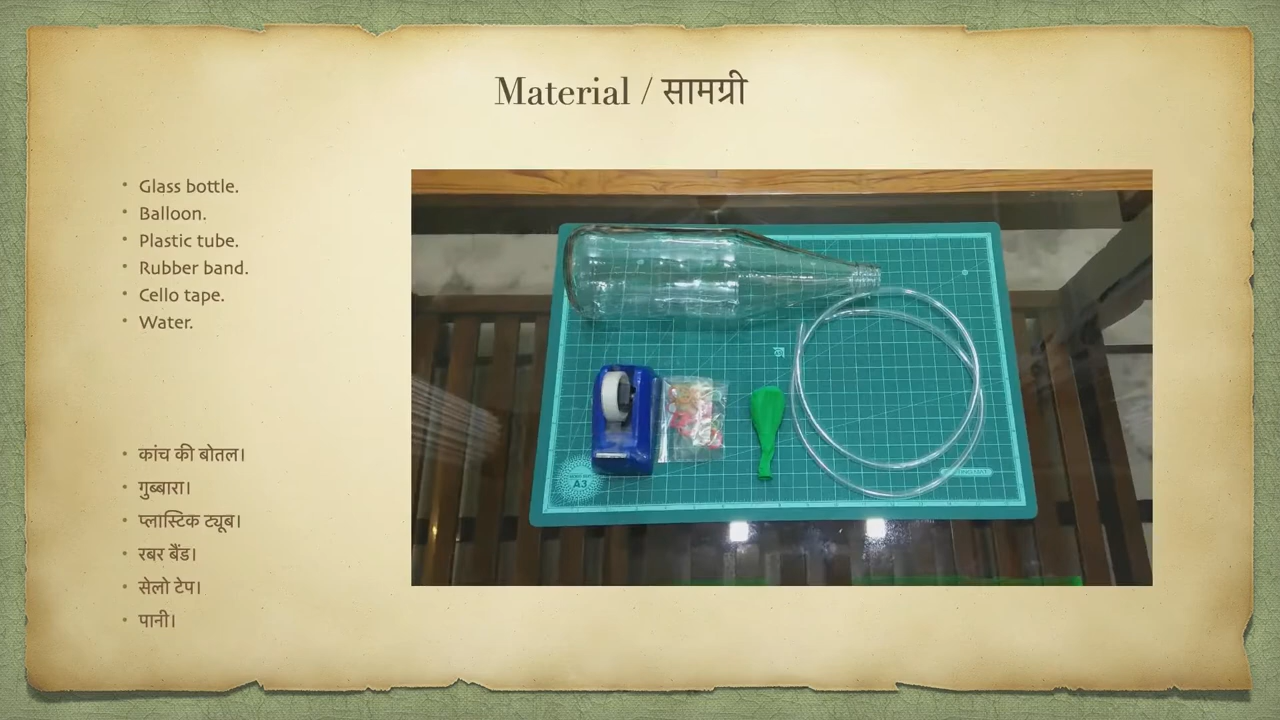 Material / सामग्री
Glass bottle.
Balloon.
Plastic tube.
Rubber band.
Cello tape.
Water.
कांच की बोतल।
गुब्बारा।
प्लास्टिक ट्यूब।
रबर बैंड।
सेलो टेप।
पानी।
A3